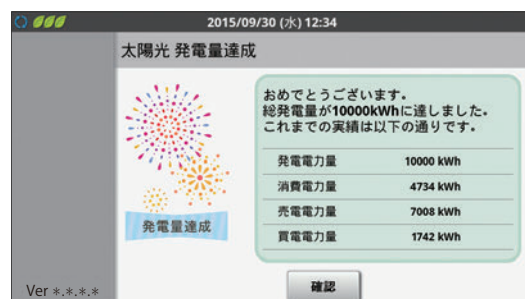 2015/09/30 (水) 12:34
太陽光 発電量達成
おめでとうございます。
総発電量が10000kWhに達しました。
これまでの実績は以下の通りです。
発電電力量 10000 kWh
消費電力量 4734 kWh
売電電力量 7008 kWh
買電電力量 1742 kWh
発電量達成
確認
Ver *.*.*.*